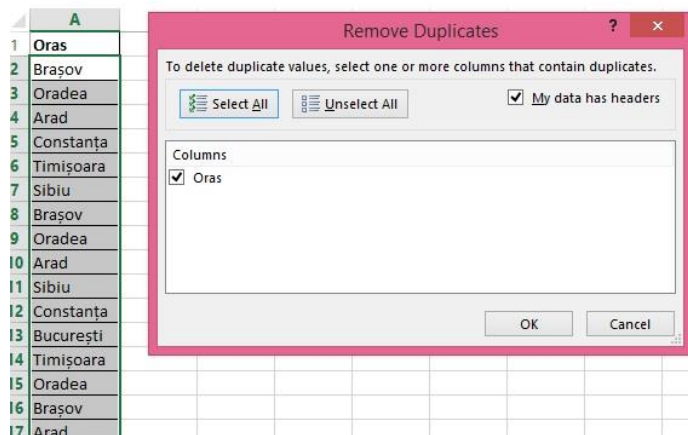 A
1 Oras
2 Brașov
3 Oradea
4 Arad
5 Constanța
6 Timișoara
7 Sibiu
8 Brașov
9 Oradea
10 Arad
11 Sibiu
12 Constanța
13 București
14 Timișoara
15 Oradea
16 Brașov
17 Arad
Remove Duplicates ? ×
To delete duplicate values, select one or more columns that contain duplicates.
Select All Unselect All My data has headers
Columns
Oras
OK Cancel